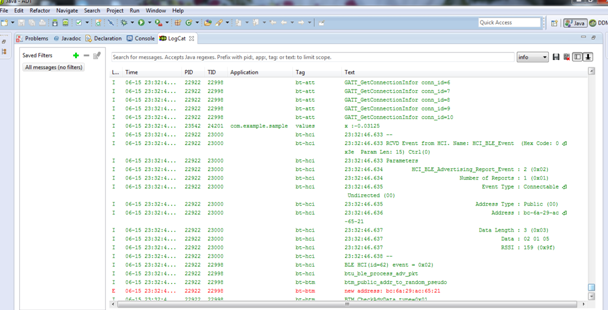 Java - ADT
File Edit Refactor Navigate Search Project Run Window Help
Quick Access Java DDM
Problems Javadoc Declaration Console LogCat
Saved Filters
All messages (no filters)
Search for messages. Accepts Java regexes. Prefix with pid:, app:, tag: or text: to limit scope. info
L... Time PID TID Application Tag Text
I 06-15 23:32:4... 22922 22998 bt-att GATT_GetConnectionInfor conn_id=6
I 06-15 23:32:4... 22922 22998 bt-att GATT_GetConnectionInfor conn_id=7
I 06-15 23:32:4... 22922 22998 bt-att GATT_GetConnectionInfor conn_id=8
I 06-15 23:32:4... 22922 22998 bt-att GATT_GetConnectionInfor conn_id=9
I 06-15 23:32:4... 22922 22998 bt-att GATT_GetConnectionInfor conn_id=10
I 06-15 23:32:4... 23542 24201 com.example.sample values x :-0.03125
I 06-15 23:32:4... 22922 23000 bt-hci 23:32:46.633 --
I 06-15 23:32:4... 22922 23000 bt-hci 23:32:46.633 RCVD Event from HCI. Name: HCI_BLE_Event (Hex Code: 0
x3e Param Len: 15) Ctrl(0)
I 06-15 23:32:4... 22922 23000 bt-hci 23:32:46.633 Parameters
I 06-15 23:32:4... 22922 23000 bt-hci 23:32:46.634 HCI_BLE_Advertising_Report_Event : 2 (0x02)
I 06-15 23:32:4... 22922 23000 bt-hci 23:32:46.634 Number of Reports : 1 (0x01)
I 06-15 23:32:4... 22922 23000 bt-hci 23:32:46.635 Event Type : Connectable
Undirected (00)
I 06-15 23:32:4... 22922 23000 bt-hci 23:32:46.635 Address Type : Public (00)
I 06-15 23:32:4... 22922 23000 bt-hci 23:32:46.636 Address : bc-6a-29-ac
-65-21
I 06-15 23:32:4... 22922 23000 bt-hci 23:32:46.637 Data Length : 3 (0x03)
I 06-15 23:32:4... 22922 23000 bt-hci 23:32:46.637 Data : 02 01 05
I 06-15 23:32:4... 22922 23000 bt-hci 23:32:46.637 RSSI : 159 (0x9f)
I 06-15 23:32:4... 22922 23000 bt-hci 23:32:46.638 --
I 06-15 23:32:4... 22922 22998 bt-hci BLE HCI(id=62) event = 0x02)
I 06-15 23:32:4... 22922 22998 bt-btm btu_ble_process_adv_pkt
I 06-15 23:32:4... 22922 22998 bt-btm btm_public_addr_to_random_pseudo
E 06-15 23:32:4... 22922 22998 bt-btm new address: bc:6a:29:ac:60:21
I 06-15 23:32:4... 22922 22998 bt-btm